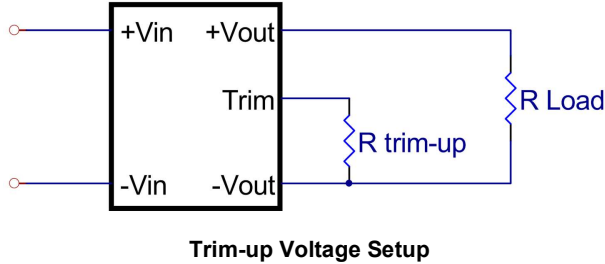 +Vin +Vout
Trim
R Load
R trim-up
-Vin -Vout
Trim-up Voltage Setup